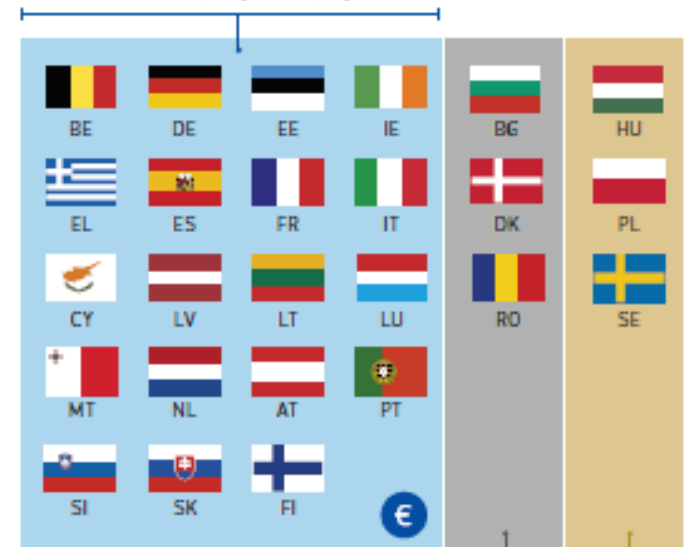 BE DE EE IE BG HU
EL ES FR IT DK PL
CY LV LT LU RO SE
MT NL AT PT
SI SK FI €